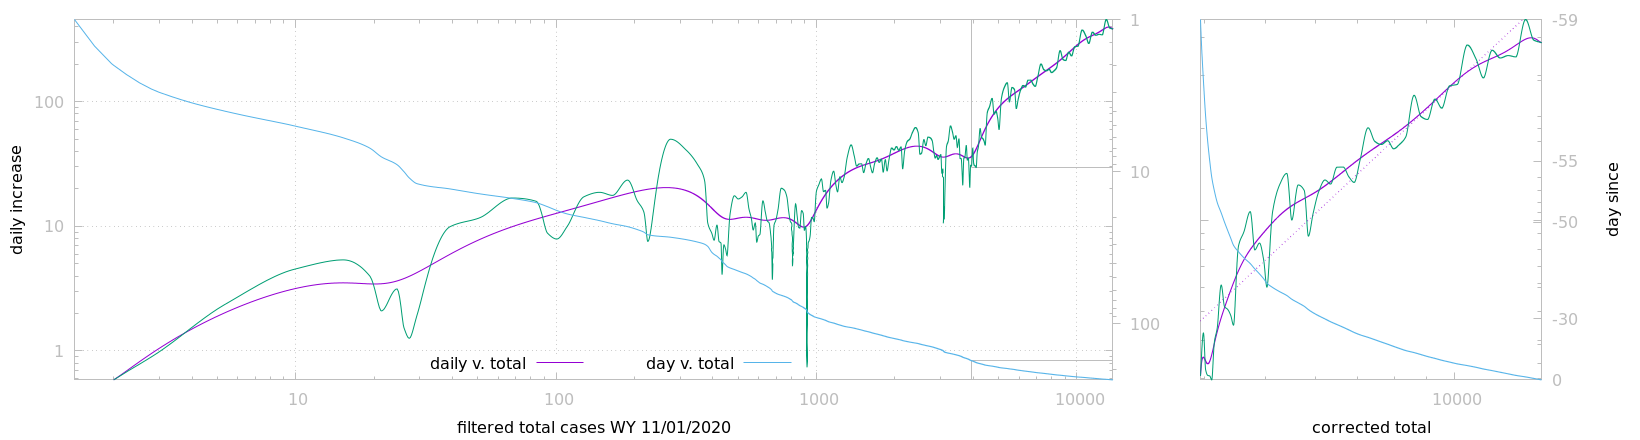 daily increase
100
10
1
10
100
1000
10000
filtered total cases WY 11/01/2020
daily v. total
day v. total
1
10
100
10000
corrected total
-59
-55
-50
-30
0
day since